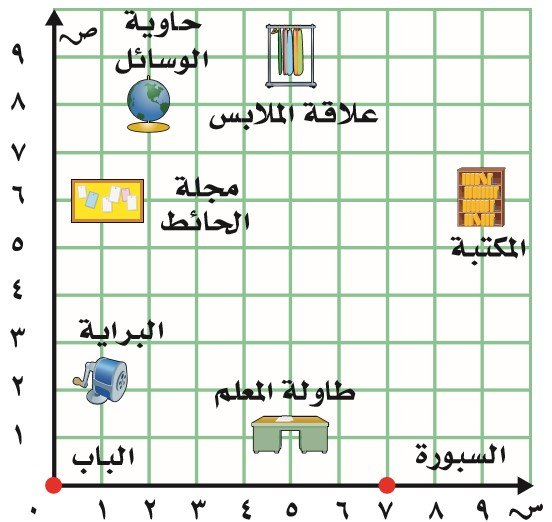 ص
حاوية
الوسائل
علاقة الملابس
مجلة
الحائط
المكتبة
البراية
طاولة المعلم
الباب
السبورة
٩
٨
٧
٦
٥
٤
٣
٢
١
٠ ١ ٢ ٣ ٤ ٥ ٦ ٧ ٨ ٩ س